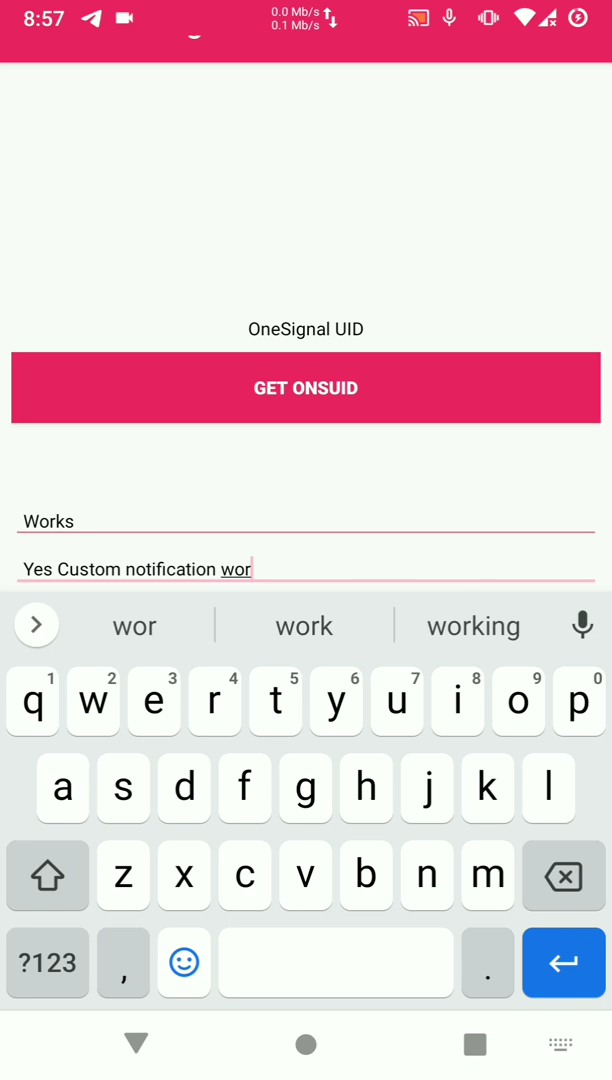 8:57
0.0 Mb/s
0.1 Mb/s
OneSignal UID
GET ONSUID
Works
Yes Custom notification wor
wor work working
1 2 3 4 5 6 7 8 9 0
q w e r t y u i o p
a s d f g h j k l
z x c v b n m
?123 , .